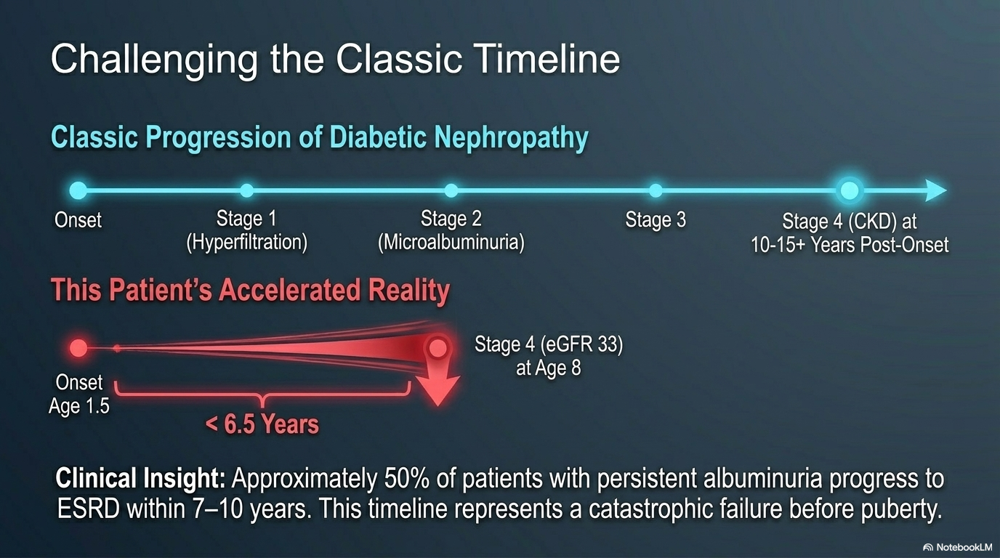 Challenging the Classic Timeline
Classic Progression of Diabetic Nephropathy
Onset
Stage 1
(Hyperfiltration)
Stage 2
(Microalbuminuria)
Stage 3
Stage 4 (CKD) at
10-15+ Years Post-Onset
This Patient’s Accelerated Reality
Onset
Age 1.5
< 6.5 Years
Stage 4 (eGFR 33)
at Age 8
Clinical Insight: Approximately 50% of patients with persistent albuminuria progress to
ESRD within 7–10 years. This timeline represents a catastrophic failure before puberty.
NotebookLM